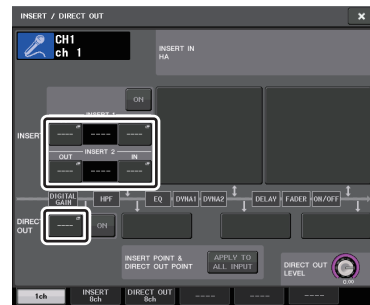 INSERT / DIRECT OUT
×
CH1
ch 1
INSERT IN
HA
ON
INSERT 1
INSERT
---- ---- ----
OUT INSERT 2 IN
---- ---- ----
DIGITAL GAIN HPF EQ DYNA1 DYNA2 DELAY FADER ON/OFF
DIRECT OUT
---- ON
INSERT POINT &
DIRECT OUT POINT
APPLY TO
ALL INPUT
DIRECT OUT
LEVEL
0.00
1ch INSERT 8ch DIRECT OUT 8ch ---- ---- ----